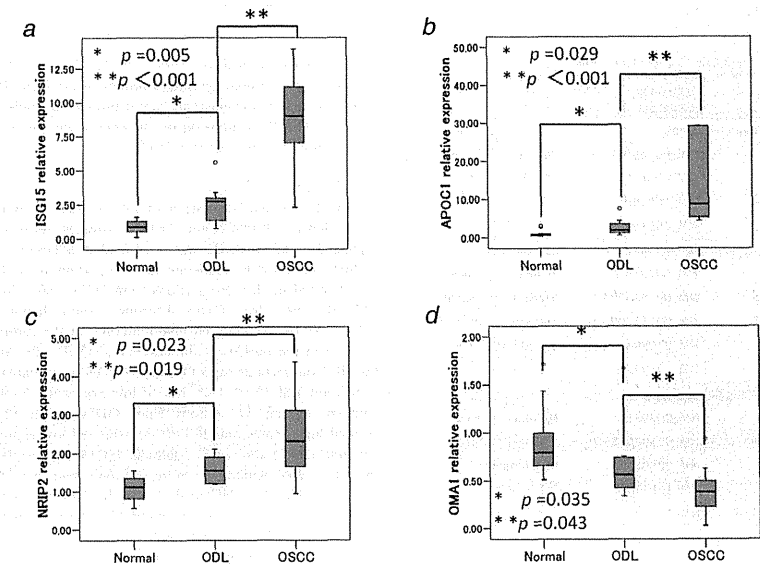 a
**
* p =0.005
**p <0.001
*
ISG15 relative expression
12.50
10.00
7.50
5.00
2.50
0.00
Normal ODL OSCC
b
* p =0.029
**p <0.001
**
*
APOC1 relative expression
50.00
40.00
30.00
20.00
10.00
0.00
Normal ODL OSCC
c
**
* p =0.023
**p =0.019
*
NRIP2 relative expression
5.00
4.00
3.00
2.00
1.00
0.00
Normal ODL OSCC
d
*
**
OMA1 relative expression
2.00
1.50
1.00
0.50
0.00
* p =0.035
**p =0.043
Normal ODL OSCC